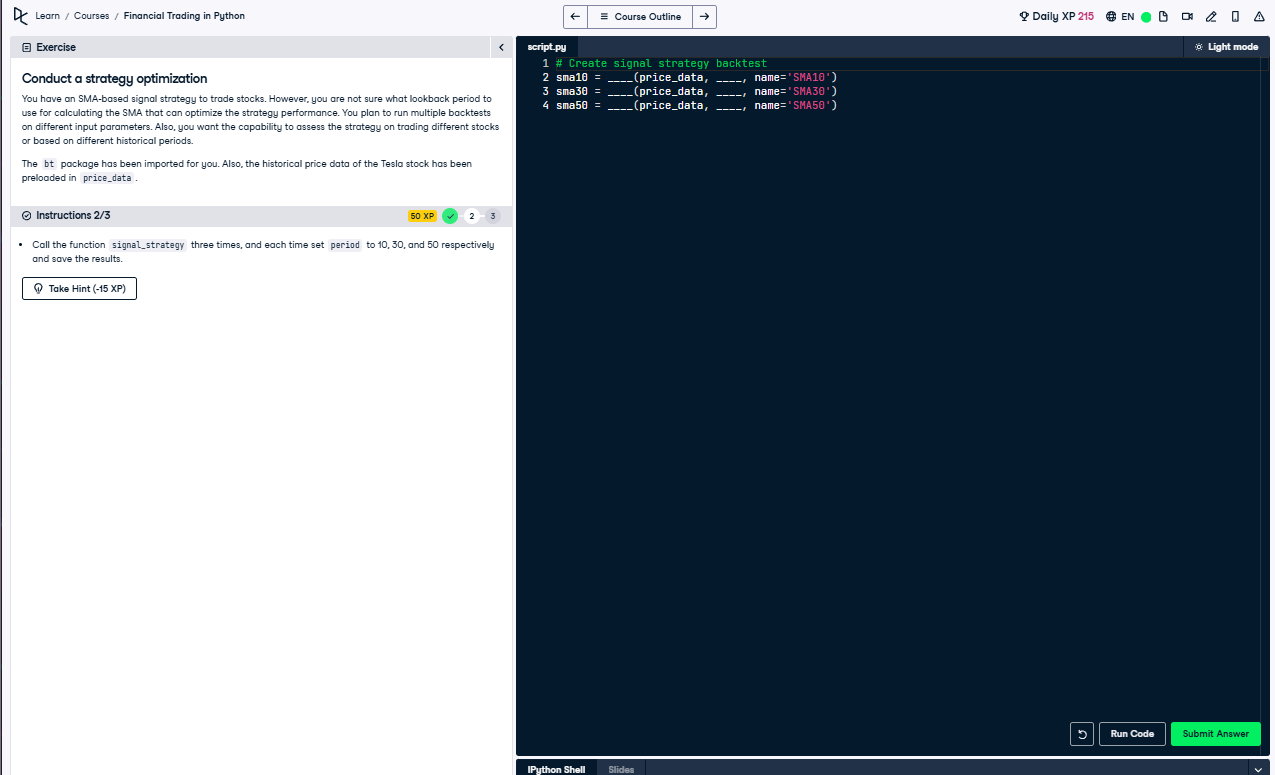 Learn / Courses / Financial Trading in Python
Course Outline
Daily XP 215
EN
Exercise
Conduct a strategy optimization
You have an SMA-based signal strategy to trade stocks. However, you are not sure what lookback period to
use for calculating the SMA that can optimize the strategy performance. You plan to run multiple backtests
on different input parameters. Also, you want the capability to assess the strategy on trading different stocks
or based on different historical periods.
The bt package has been imported for you. Also, the historical price data of the Tesla stock has been
preloaded in price_data .
Instructions 2/3
50 XP
2
3
• Call the function signal_strategy three times, and each time set period to 10, 30, and 50 respectively
and save the results.
Take Hint (-15 XP)
script.py
Light mode
1 # Create signal strategy backtest
2 sma10 = ____(price_data, ____, name='SMA10')
3 sma30 = ____(price_data, ____, name='SMA30')
4 sma50 = ____(price_data, ____, name='SMA50')
Run Code
Submit Answer
IPython Shell
Slides